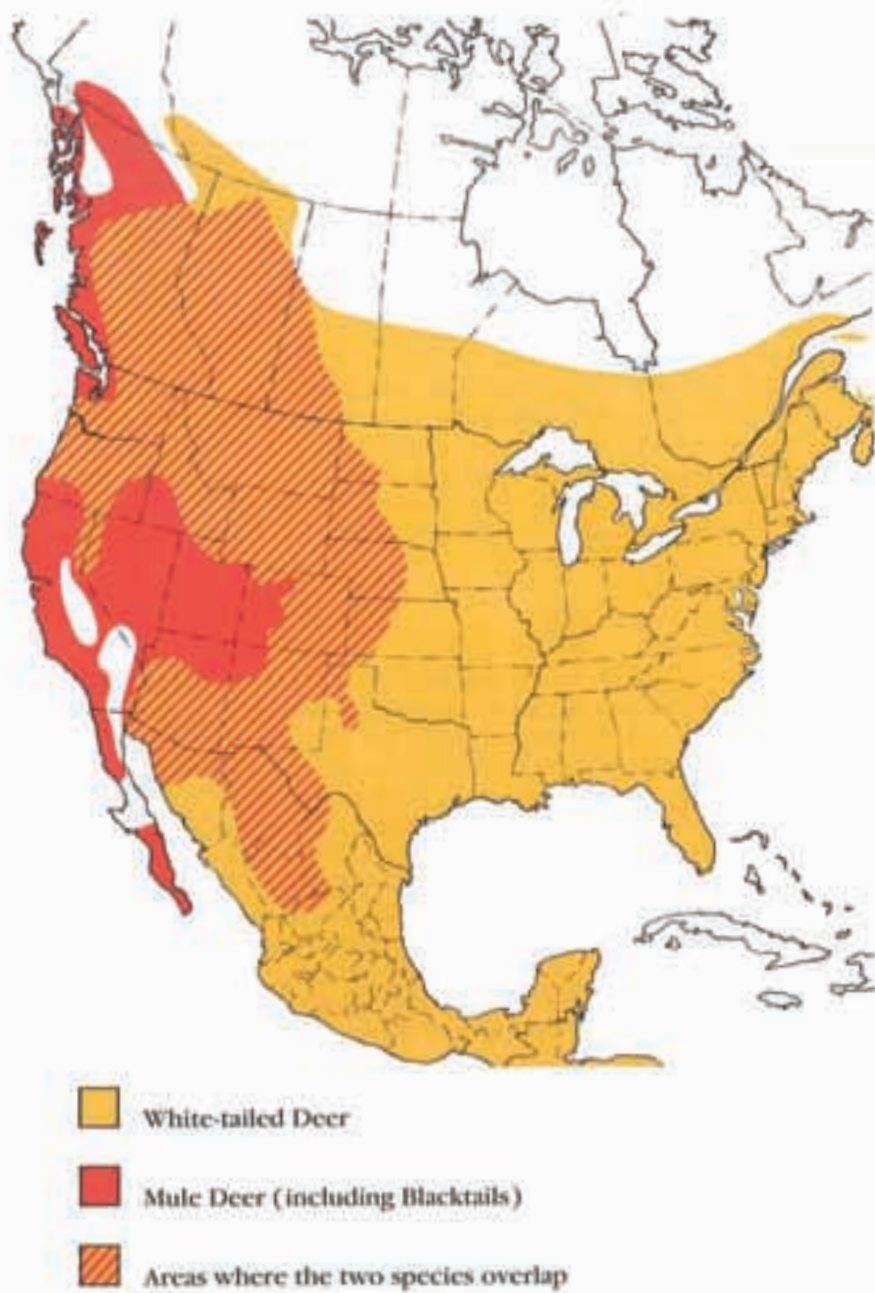 White-tailed Deer
Mule Deer (including Blacktails)
Areas where the two species overlap